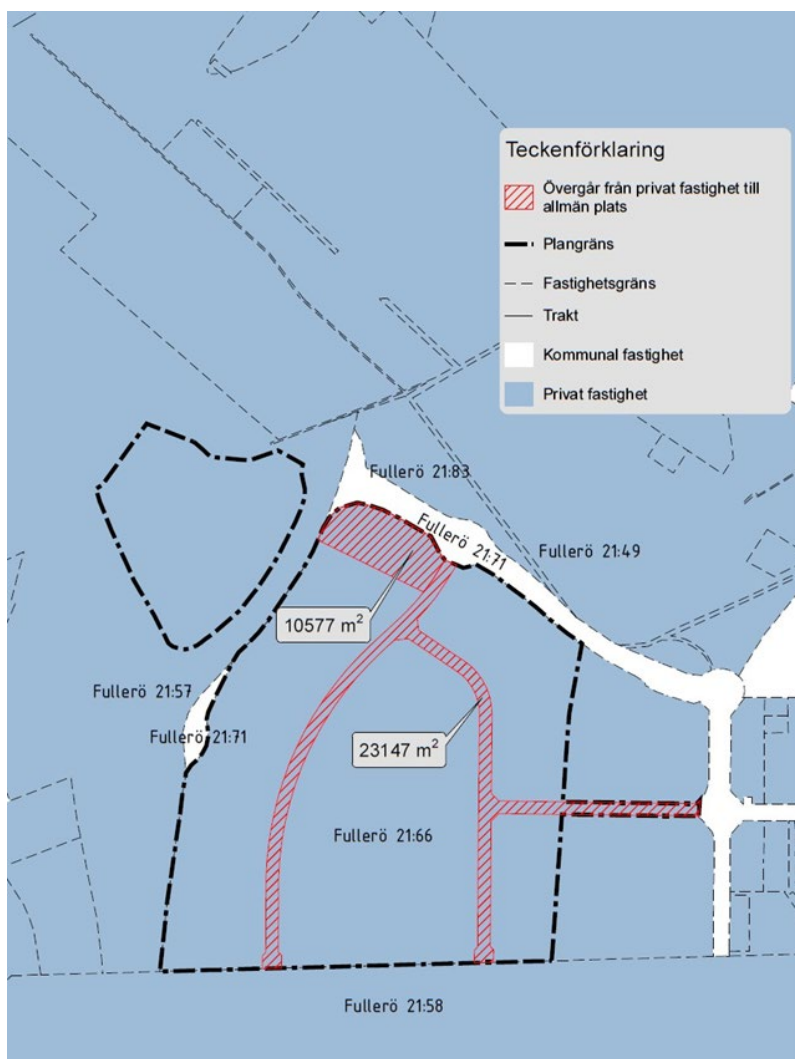 Teckenförklaring
Övergår från privat fastighet till
allmän plats
Plangräns
Fastighetsgräns
Trakt
Kommunal fastighet
Privat fastighet
Fullerö 21:83
Fullerö 21:71
Fullerö 21:49
10577 m²
Fullerö 21:57
Fullerö 21:71
23147 m²
Fullerö 21:66
Fullerö 21:58